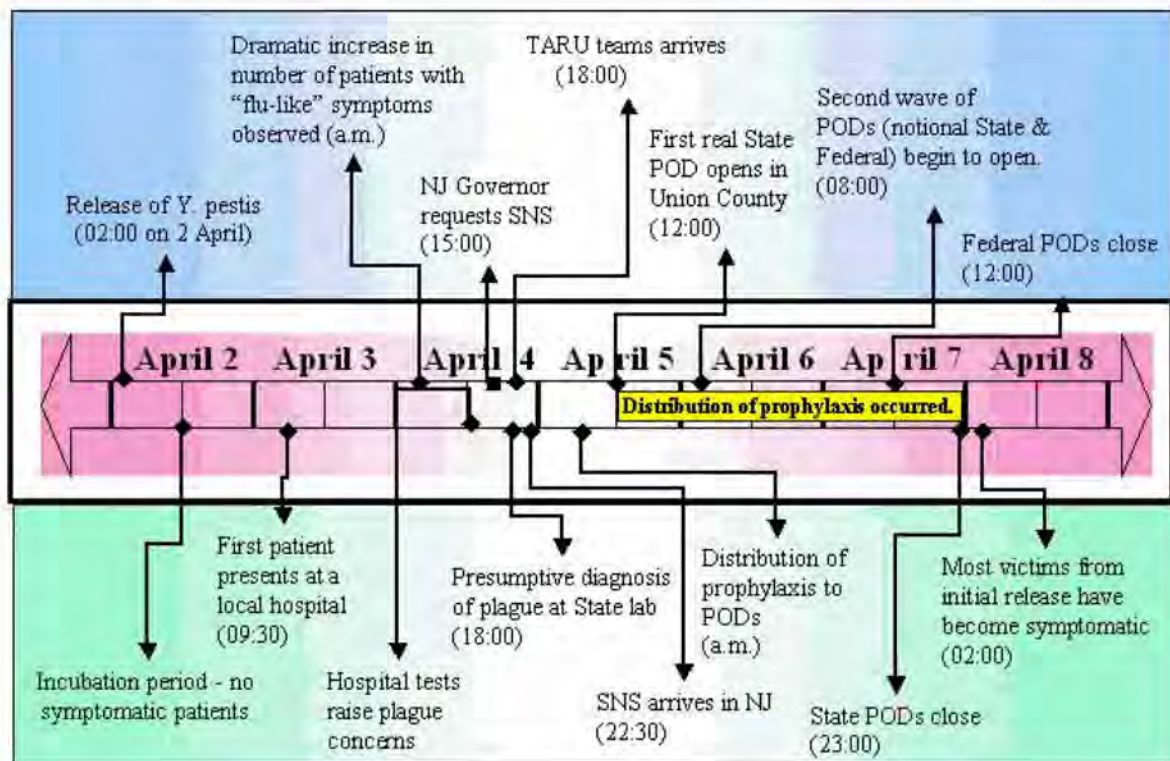 Dramatic increase in
number of patients with
“flu-like” symptoms
observed (a.m.)
TARU teams arrives
(18:00)
Second wave of
PODs (notional State &
Federal) begin to open.
(08:00)
First real State
POD opens in
Union County
(12:00)
NJ Governor
requests SNS
(15:00)
Release of Y. pestis
(02:00 on 2 April)
Federal PODs close
(12:00)
April 2
April 3
April 4
April 5
April 6
April 7
April 8
Distribution of prophylaxis occurred.
First patient
presents at a
local hospital
(09:30)
Presumptive diagnosis
of plague at State lab
(18:00)
Distribution of
prophylaxis to
PODs
(a.m.)
Most victims from
initial release have
become symptomatic
(02:00)
Incubation period - no
symptomatic patients
Hospital tests
raise plague
concerns
SNS arrives in NJ
(22:30)
State PODs close
(23:00)